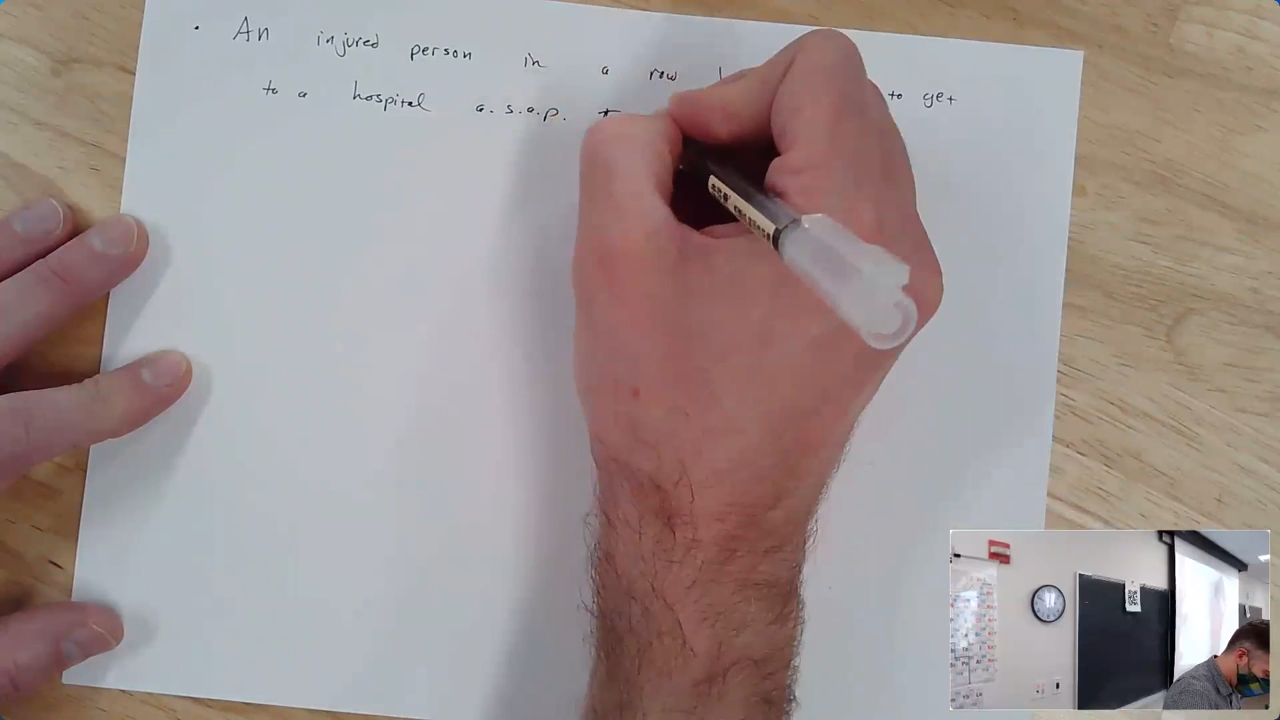 • An injured person in a row to get
to a hospital a.s.a.p.